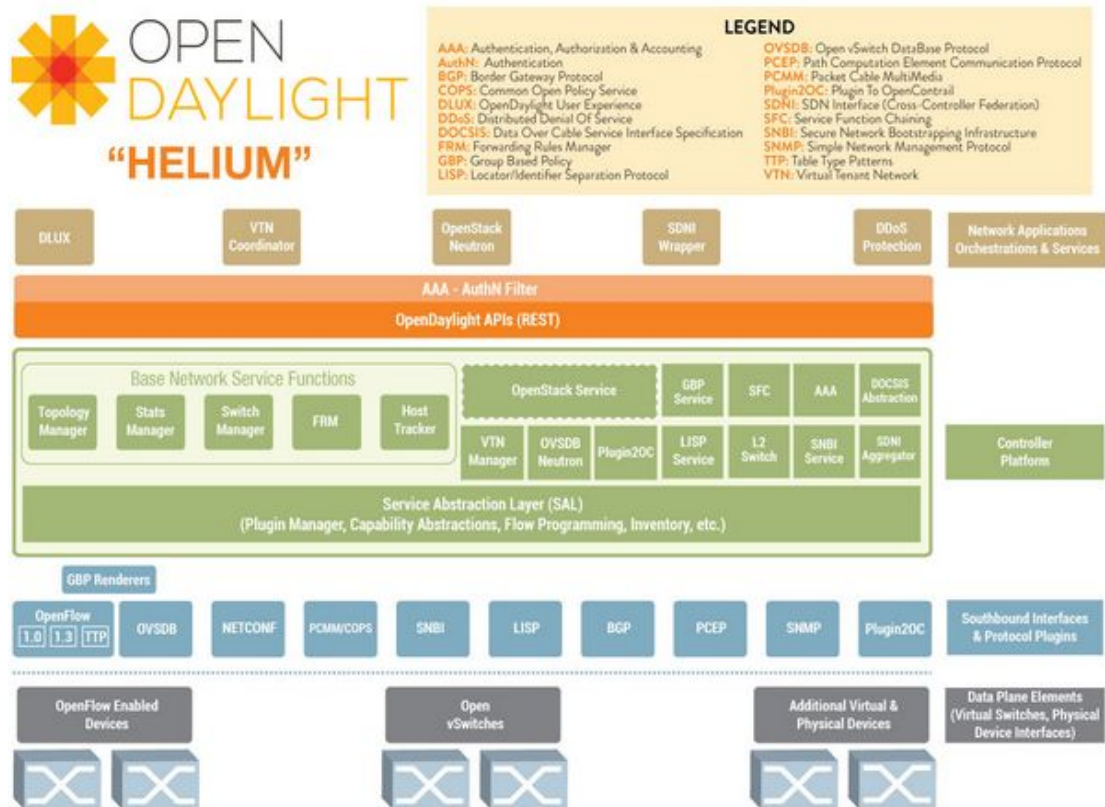 OPEN
DAYLIGHT
"HELIUM"
LEGEND
AAA: Authentication, Authorization & Accounting
AuthN: Authentication
BGP: Border Gateway Protocol
COPS: Common Open Policy Service
DLUX: OpenDaylight User Experience
DDoS: Distributed Denial Of Service
DOCSIS: Data Over Cable Service Interface Specification
FRM: Forwarding Rules Manager
GBP: Group Based Policy
LISP: Locator/Identifier Separation Protocol
OVSDB: Open vSwitch DataBase Protocol
PCEP: Path Computation Element Communication Protocol
PCMM: Packet Cable MultiMedia
Plugin2OC: Plugin To OpenContrail
SDNI: SDN Interface (Cross-Controller Federation)
SFC: Service Function Chaining
SNBI: Secure Network Bootstrapping Infrastructure
SNMP: Simple Network Management Protocol
TTP: Table Type Patterns
VTN: Virtual Tenant Network
DLUX
VTN
Coordinator
OpenStack
Neutron
SDNI
Wrapper
DDoS
Protection
Network Applications
Orchestrations & Services
AAA - AuthN Filter
OpenDaylight APIs (REST)
Base Network Service Functions
Topology
Manager
Stats
Manager
Switch
Manager
FRM
Host
Tracker
OpenStack Service
GBP
Service
SFC
AAA
DOCSIS
Abstraction
VTN
Manager
OVSDB
Neutron
Plugin2OC
LISP
Service
L2
Switch
SNBI
Service
SDNI
Aggregator
Controller
Platform
Service Abstraction Layer (SAL)
(Plugin Manager, Capability Abstractions, Flow Programming, Inventory, etc.)
GBP Renderers
OpenFlow
1.0 1.3 TTP
OVSDB
NETCONF
PCMM/COPS
SNBI
LISP
BGP
PCEP
SNMP
Plugin2OC
Southbound Interfaces
& Protocol Plugins
OpenFlow Enabled
Devices
Open
vSwitches
Additional Virtual &
Physical Devices
Data Plane Elements
(Virtual Switches, Physical
Device Interfaces)